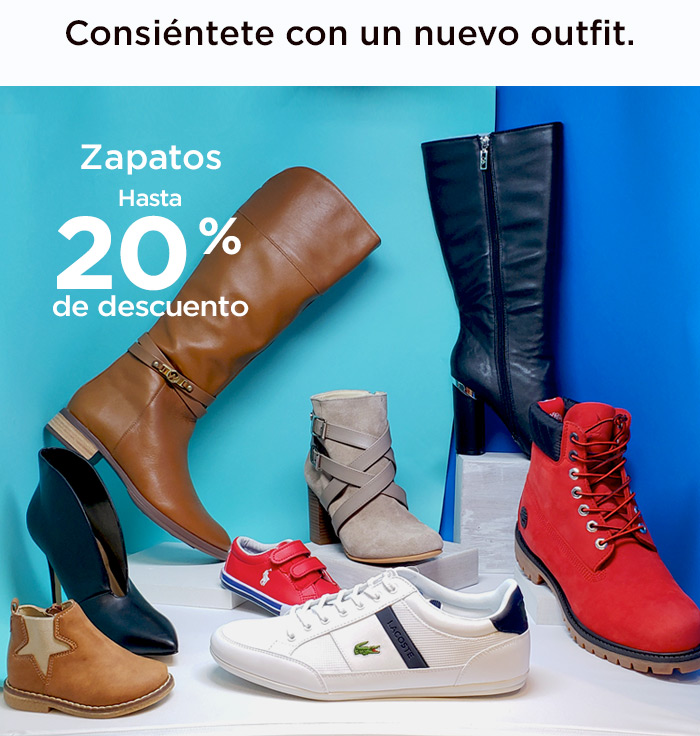 Consiéntete con un nuevo outfit.
Zapatos
Hasta
20%
de descuento
LACOSTE